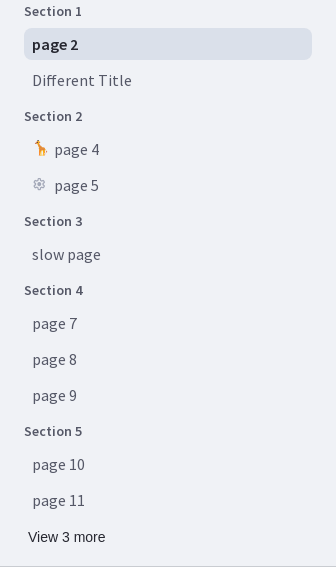 Section 1
page 2
Different Title
Section 2
page 4
page 5
Section 3
slow page
Section 4
page 7
page 8
page 9
Section 5
page 10
page 11
View 3 more